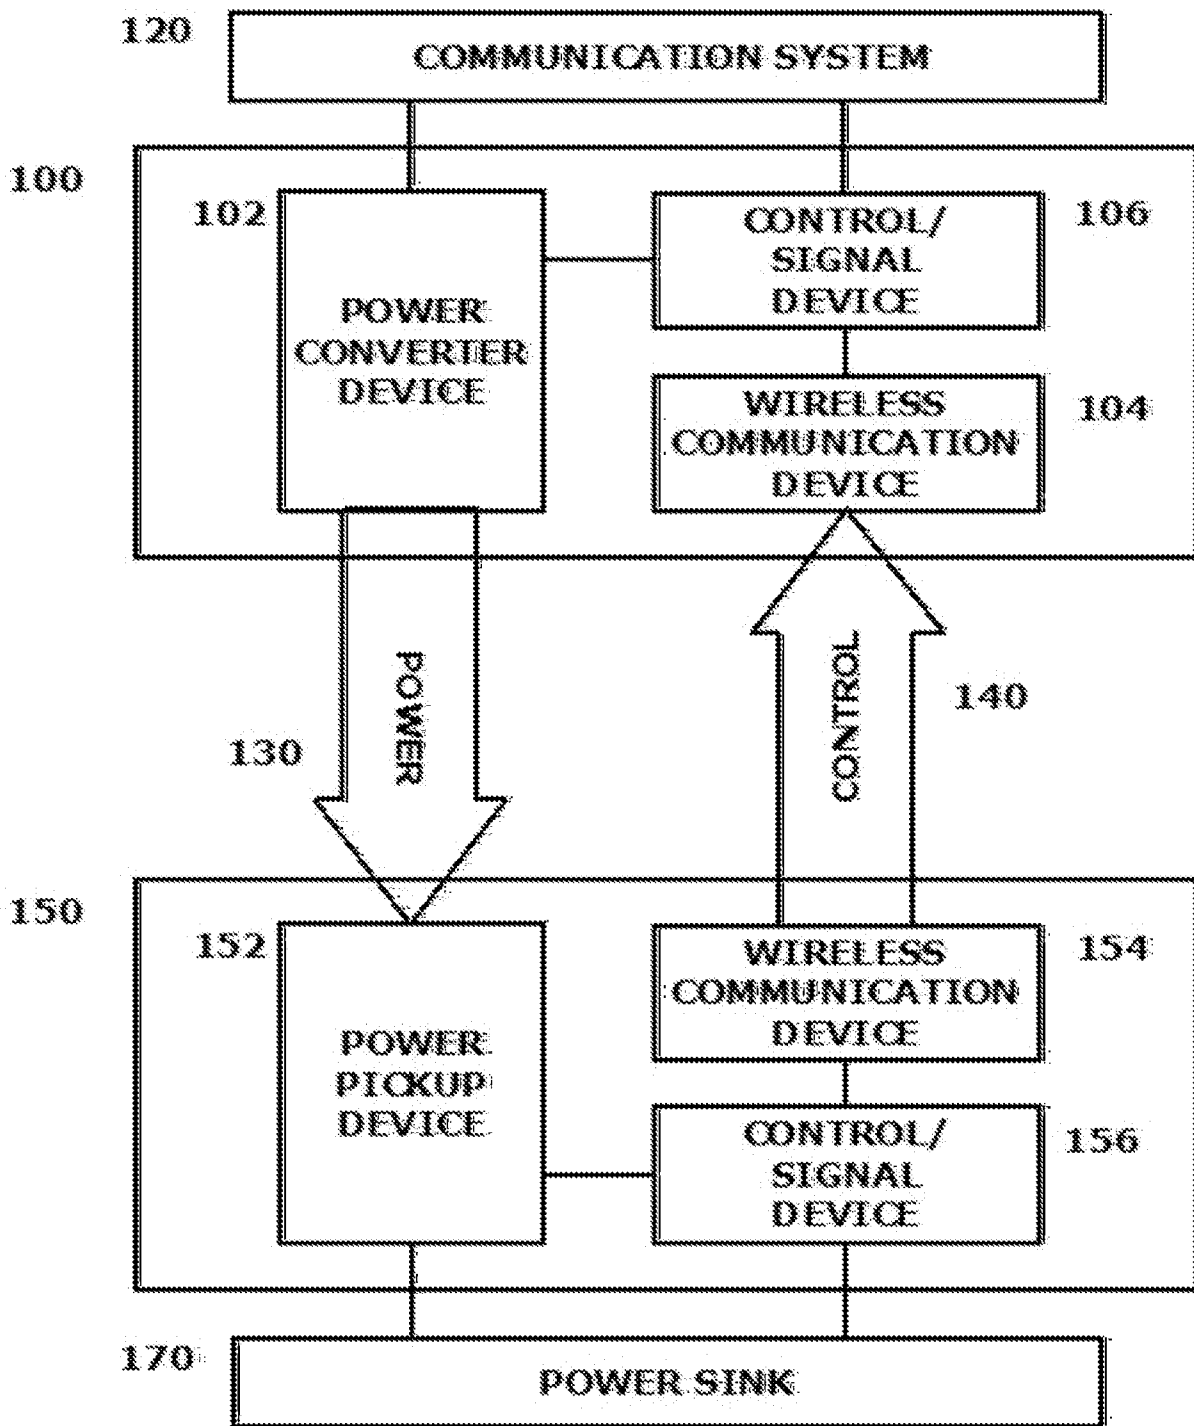 120
COMMUNICATION SYSTEM
100
102
106
CONTROL/
SIGNAL
DEVICE
POWER
CONVERTER
DEVICE
104
WIRELESS
COMMUNICATION
DEVICE
POWER
CONTROL
140
130
150
152
154
WIRELESS
COMMUNICATION
DEVICE
POWER
PICKUP
DEVICE
156
CONTROL/
SIGNAL
DEVICE
170
POWER SINK